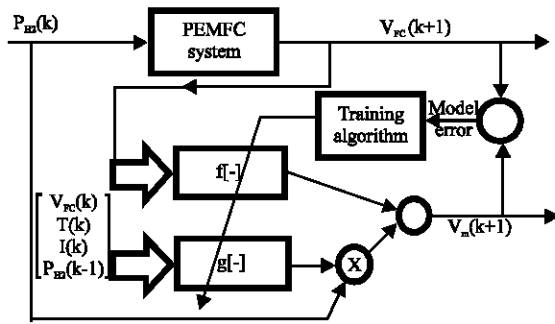 P_H2(k)
PEMFC
system
V_FC(k+1)
Training
algorithm
Model
error
f[-]
V_FC(k)
T(k)
I(k)
P_H2(k-1)
g[-]
X
V_m(k+1)